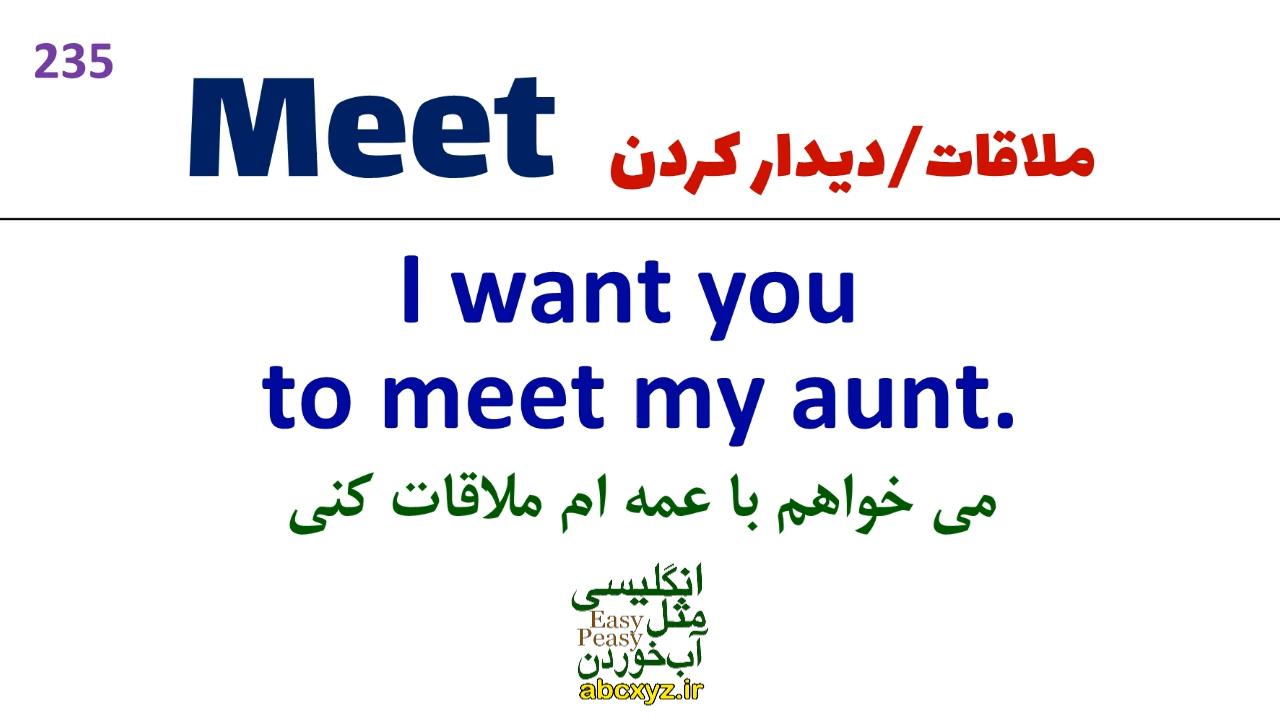 235
Meet ملاقات/دیدار کردن
I want you
to meet my aunt.
می خواهم با عمه ام ملاقات کنی
انگلیسی
مثل
Easy
Peasy
آب‌خوردن
abcxyz.ir